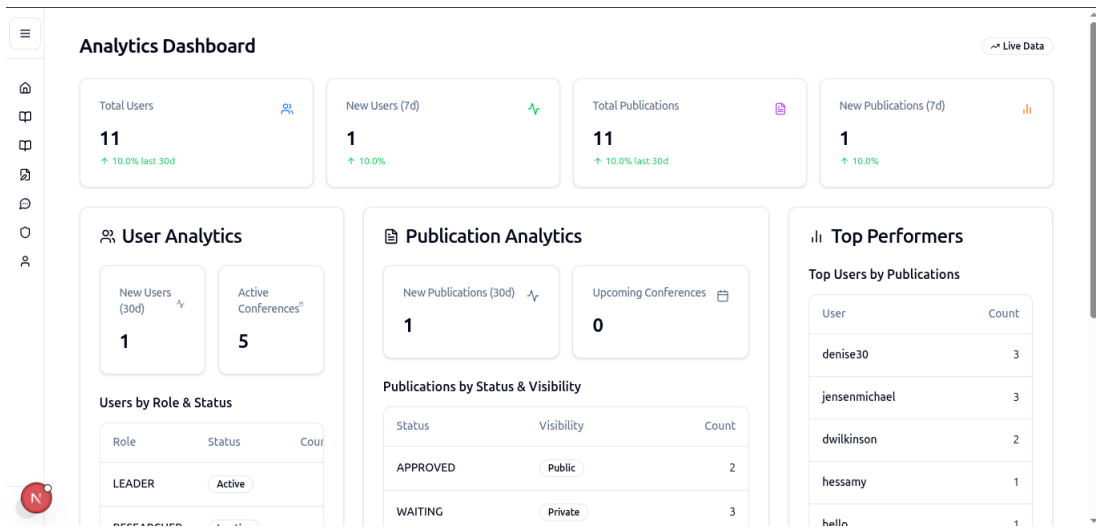 Analytics Dashboard
Live Data
Total Users
11
↑ 10.0% last 30d
New Users (7d)
1
↑ 10.0%
Total Publications
11
↑ 10.0% last 30d
New Publications (7d)
1
↑ 10.0%
User Analytics
New Users
(30d)
1
Active
Conferences
5
Users by Role & Status
Role Status
LEADER Active
Publication Analytics
New Publications (30d)
1
Upcoming Conferences
0
Publications by Status & Visibility
Status Visibility Count
APPROVED Public 2
WAITING Private 3
Top Performers
Top Users by Publications
User Count
denise30 3
jensenmichael 3
dwilkinson 2
hessamy 1
hello 1
N